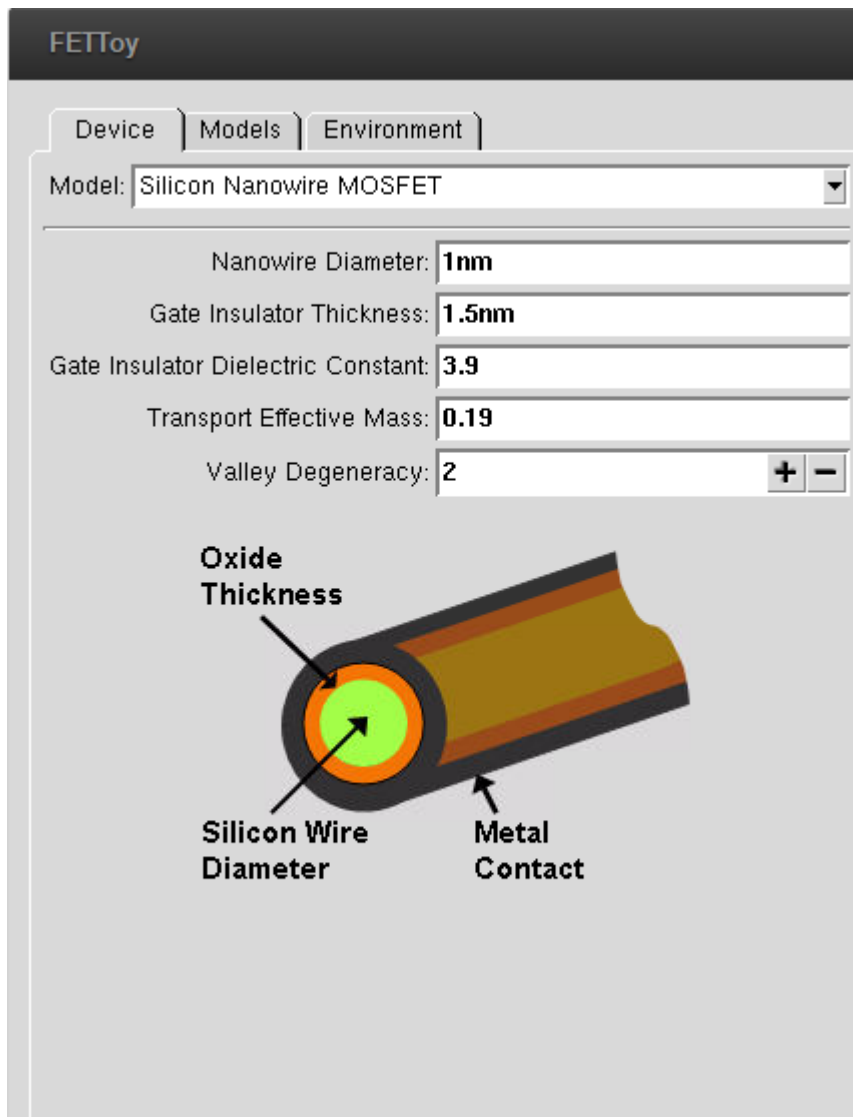 FETToy
Device Models Environment
Model: Silicon Nanowire MOSFET
Nanowire Diameter: 1nm
Gate Insulator Thickness: 1.5nm
Gate Insulator Dielectric Constant: 3.9
Transport Effective Mass: 0.19
Valley Degeneracy: 2 + −
Oxide
Thickness
Silicon Wire
Diameter
Metal
Contact